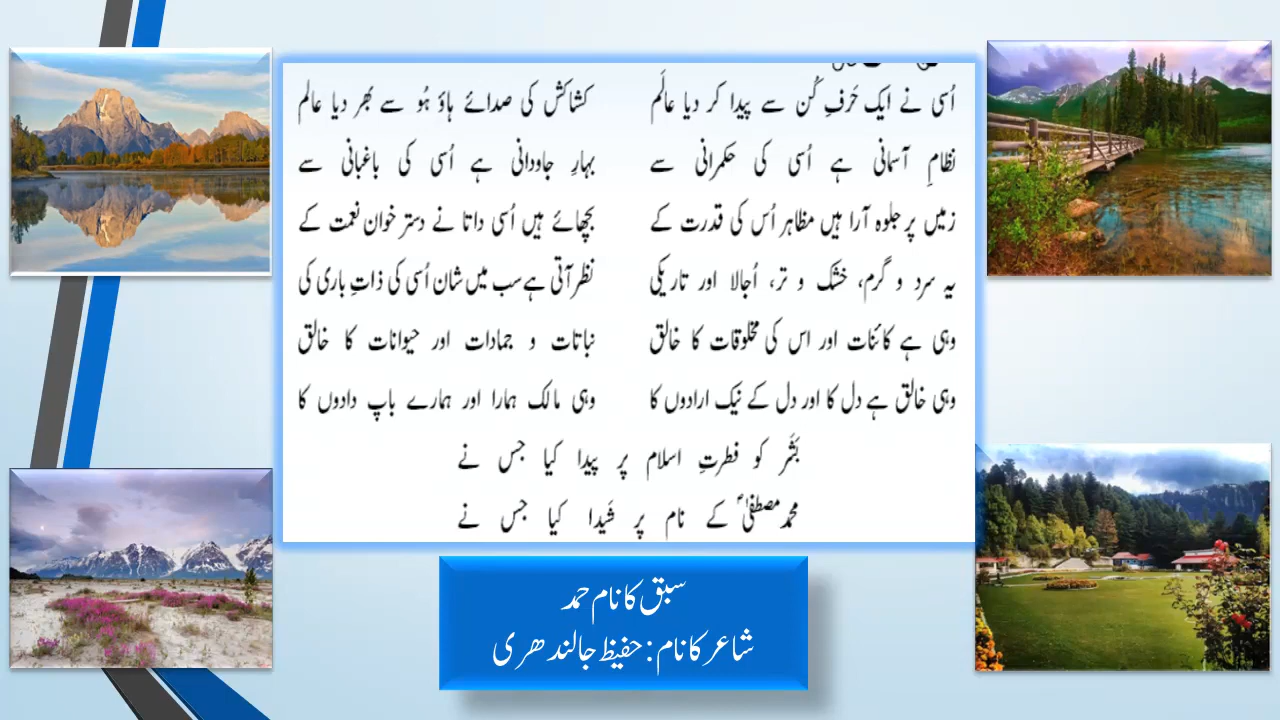 اُسی نے ایک حَرفِ کُن سے پیدا کر دیا عالَم کشاکش کی صدائے ہاؤ ہُو سے بھر دیا عالم
نظامِ آسمانی ہے اُسی کی حکمرانی سے بہارِ جاودانی ہے اُسی کی باغبانی سے
زمیں پر جلوہ آرا ہیں مظاہر اُس کی قدرت کے بچھائے ہیں اُسی داتا نے دستر خوان نعمت کے
یہ سرد و گرم، خشک و تر، اُجالا اور تاریکی نظر آتی ہے سب میں شان اُسی کی ذاتِ باری کی
وہی ہے کائنات اور اس کی مخلوقات کا خالق نباتات و جمادات اور حیوانات کا خالق
وہی خالق ہے دل کا اور دل کے نیک ارادوں کا وہی مالک ہمارا اور ہمارے باپ دادوں کا
بَشَر کو فطرتِ اسلام پر پیدا کیا جس نے
محمد مصطفیٰؐ کے نام پر شَیدا کیا جس نے
سبق کا نام حمد
شاعر کا نام : حفیظ جالندھری